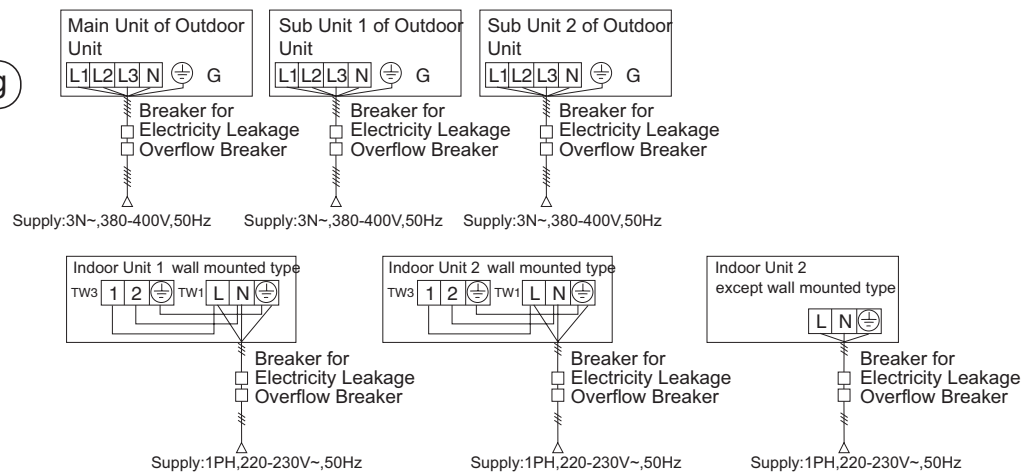 g
Main Unit of Outdoor
Unit
L1 L2 L3 N G
Breaker for
Electricity Leakage
Overflow Breaker
Supply:3N~,380-400V,50Hz
Sub Unit 1 of Outdoor
Unit
L1 L2 L3 N G
Breaker for
Electricity Leakage
Overflow Breaker
Supply:3N~,380-400V,50Hz
Sub Unit 2 of Outdoor
Unit
L1 L2 L3 N G
Breaker for
Electricity Leakage
Overflow Breaker
Supply:3N~,380-400V,50Hz
Indoor Unit 1 wall mounted type
TW3 1 2 TW1 L N
Breaker for
Electricity Leakage
Overflow Breaker
Supply:1PH,220-230V~,50Hz
Indoor Unit 2 wall mounted type
TW3 1 2 TW1 L N
Breaker for
Electricity Leakage
Overflow Breaker
Supply:1PH,220-230V~,50Hz
Indoor Unit 2
except wall mounted type
L N
Breaker for
Electricity Leakage
Overflow Breaker
Supply:1PH,220-230V~,50Hz